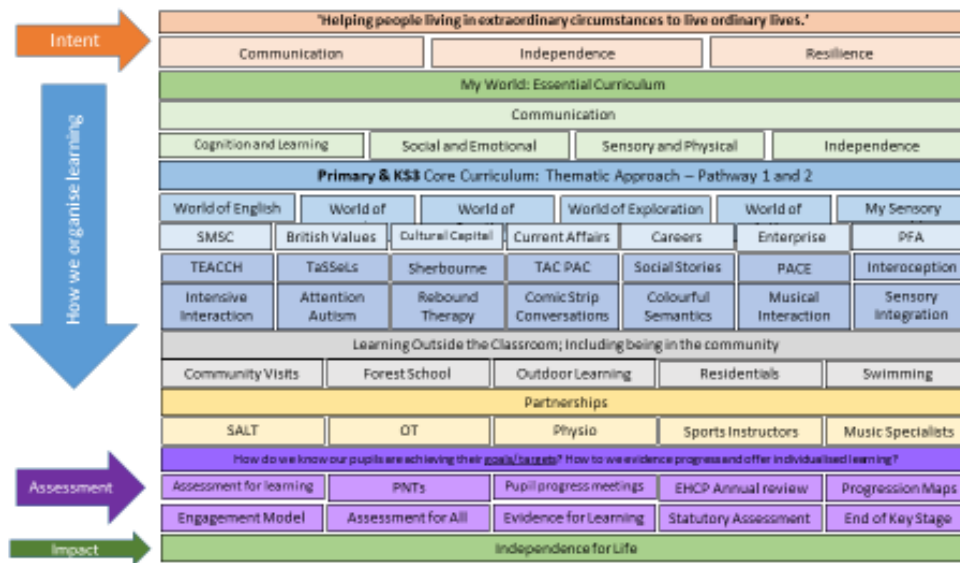 'Helping people living in extraordinary circumstances to live ordinary lives.'
Intent
Communication
Independence
Resilience
My World: Essential Curriculum
Communication
Cognition and Learning
Social and Emotional
Sensory and Physical
Independence
How we organise learning
Primary & KS3 Core Curriculum: Thematic Approach – Pathway 1 and 2
World of English
World of
World of
World of Exploration
World of
My Sensory
SMSC
British Values
Cultural Capital
Current Affairs
Careers
Enterprise
PFA
TEACCH
TaSSeLs
Sherbourne
TAC PAC
Social Stories
PACE
Interoception
Intensive
Interaction
Attention
Autism
Rebound
Therapy
Comic Strip
Conversations
Colourful
Semantics
Musical
Interaction
Sensory
Integration
Learning Outside the Classroom; Including being in the community
Community Visits
Forest School
Outdoor Learning
Residentials
Swimming
Partnerships
SALT
OT
Physio
Sports Instructors
Music Specialists
How do we know our pupils are achieving their goals/targets? How to we evidence progress and offer individualised learning?
Assessment
Assessment for learning
PNTs
Pupil progress meetings
EHCP Annual review
Progression Maps
Engagement Model
Assessment for All
Evidence for Learning
Statutory Assessment
End of Key Stage
Impact
Independence for Life